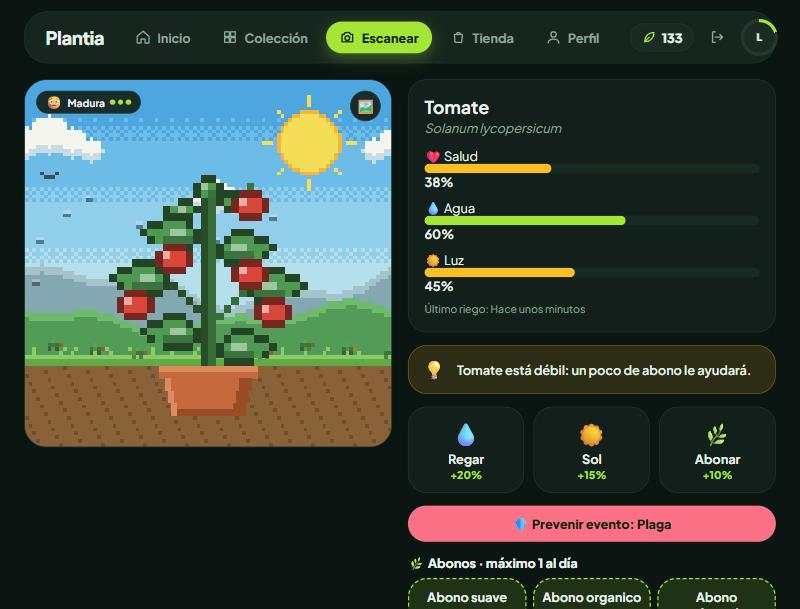 Plantia
Inicio
Colección
Escanear
Tienda
Perfil
133
L
Madura
Tomate
Solanum lycopersicum
Salud
38%
Agua
60%
Luz
45%
Último riego: Hace unos minutos
Tomate está débil: un poco de abono le ayudará.
Regar
+20%
Sol
+15%
Abonar
+10%
Prevenir evento: Plaga
Abonos · máximo 1 al día
Abono suave
Abono organico
Abono